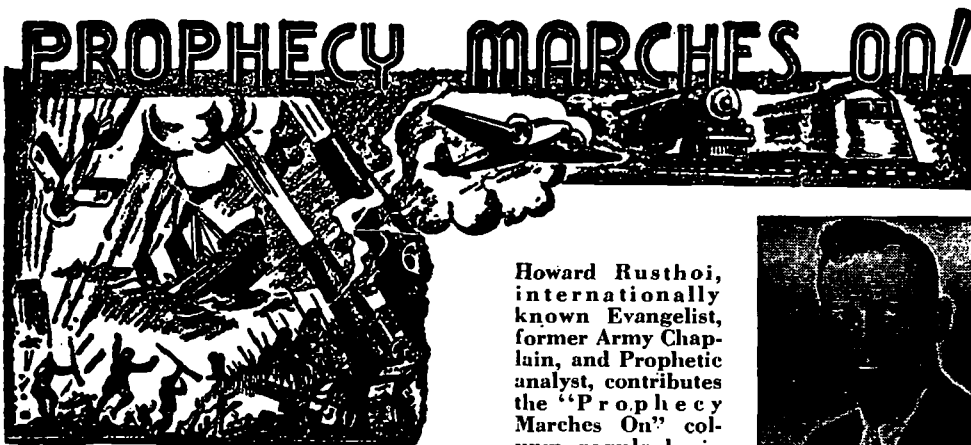 PROPHECY MARCHES ON!
Howard Rusthoi,
internationally
known Evangelist,
former Army Chap-
lain, and Prophetic
analyst, contributes
the “Prophecy
Marches On” col-